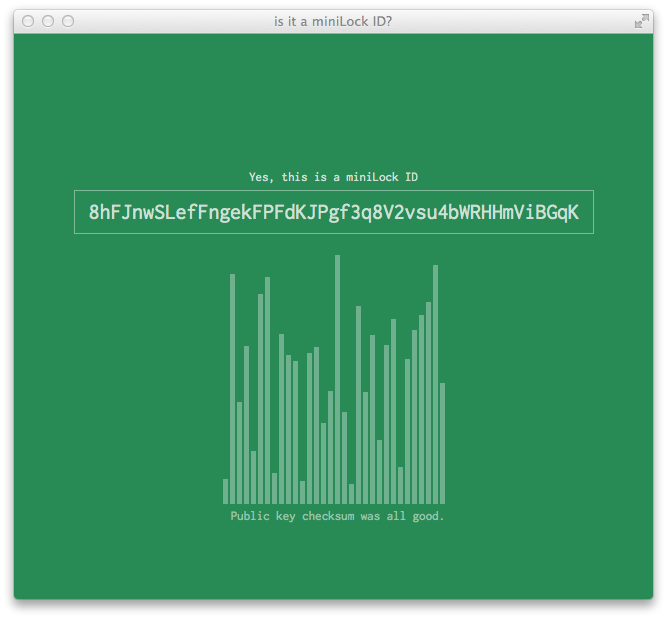 is it a miniLock ID?
Yes, this is a miniLock ID
8hFJnwSLefFngekFPFdKJPgf3q8V2vsu4bWRHHmViBGqK
Public key checksum was all good.